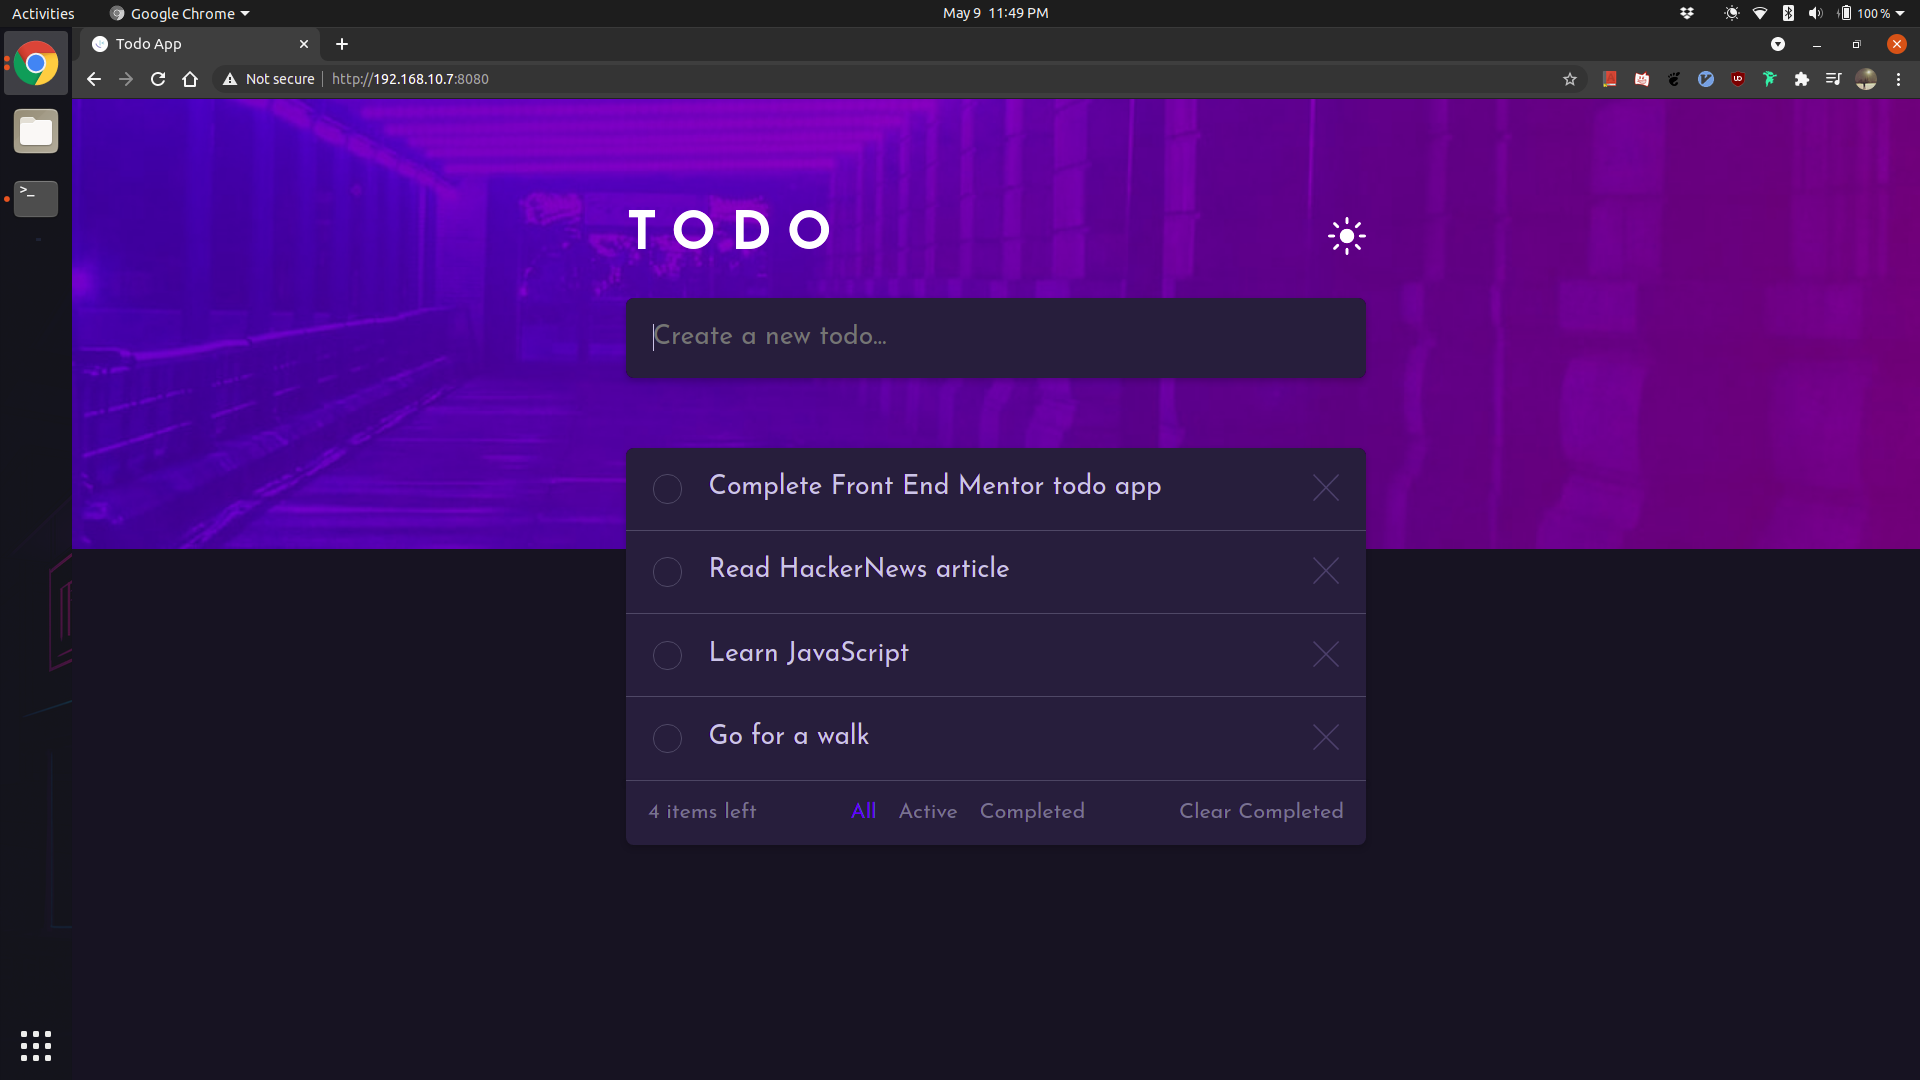 Activities Google Chrome May 9 11:49 PM 100 %
Todo App
Not secure http://192.168.10.7:8080
TODO
Create a new todo...
Complete Front End Mentor todo app
Read HackerNews article
Learn JavaScript
Go for a walk
4 items left All Active Completed Clear Completed